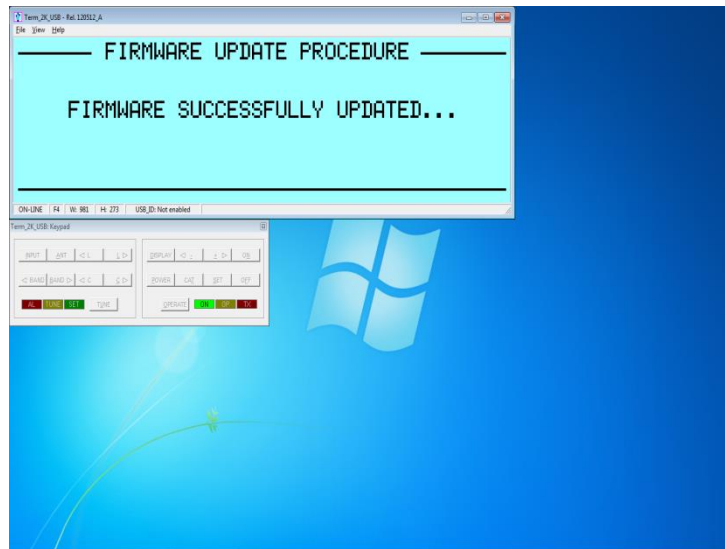 Term_2K_USB - Rel. 120512_A
File View Help
FIRMWARE UPDATE PROCEDURE
FIRMWARE SUCCESSFULLY UPDATED...
ON-LINE F4 W: 981 H: 273 USB_ID: Not enabled
Term_2K_USB: Keypad
INPUT ANT ◁ L L ▷ DISPLAY ◁ - + ▷ ON
◁ BAND BAND ▷ ◁ C C ▷ POWER CAT SET OFF
AL TUNE SET TUNE OPERATE ON OP TX